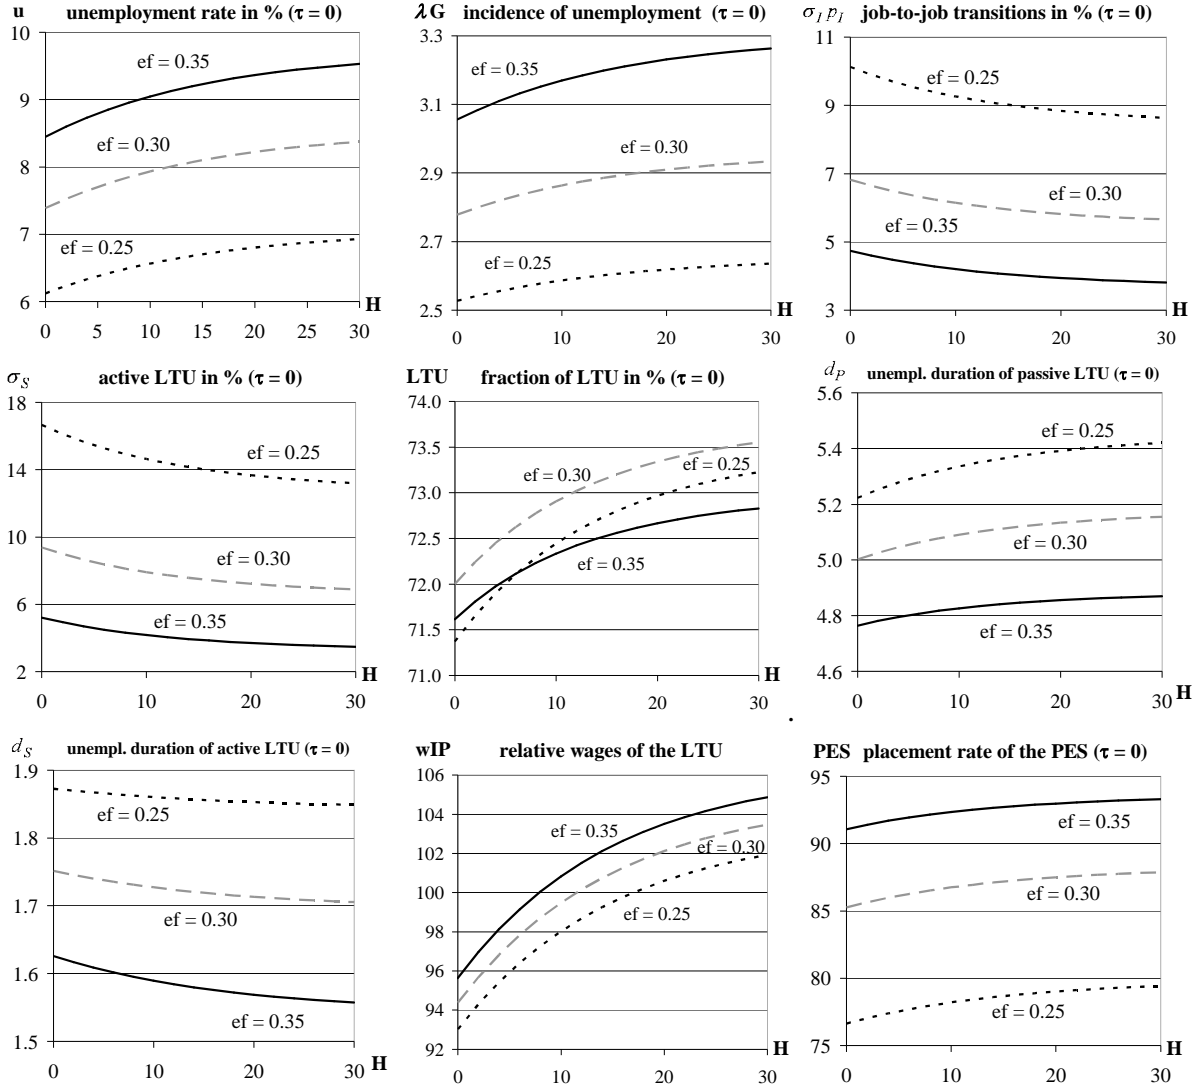 u unemployment rate in % (τ = 0)
10
9
8
7
6
ef = 0.35
ef = 0.30
ef = 0.25
H
0 5 10 15 20 25 30
λG incidence of unemployment (τ = 0)
3.3
3.1
2.9
2.7
2.5
ef = 0.35
ef = 0.30
ef = 0.25
H
0 10 20 30
σ_I p_I job-to-job transitions in % (τ = 0)
11
9
7
5
3
ef = 0.25
ef = 0.30
ef = 0.35
H
0 10 20 30
σ_S active LTU in % (τ = 0)
18
14
10
6
2
ef = 0.25
ef = 0.30
ef = 0.35
H
0 10 20 30
LTU fraction of LTU in % (τ = 0)
74.0
73.5
73.0
72.5
72.0
71.5
71.0
ef = 0.30
ef = 0.25
ef = 0.35
H
0 10 20 30
d_P unempl. duration of passive LTU (τ = 0)
5.6
5.4
5.2
5.0
4.8
4.6
ef = 0.25
ef = 0.30
ef = 0.35
H
0 10 20 30
.
d_S unempl. duration of active LTU (τ = 0)
1.9
1.8
1.7
1.6
1.5
ef = 0.25
ef = 0.30
ef = 0.35
H
0 10 20 30
wIP relative wages of the LTU
106
104
102
100
98
96
94
92
ef = 0.35
ef = 0.30
ef = 0.25
H
0 10 20 30
PES placement rate of the PES (τ = 0)
95
90
85
80
75
ef = 0.35
ef = 0.30
ef = 0.25
H
0 10 20 30